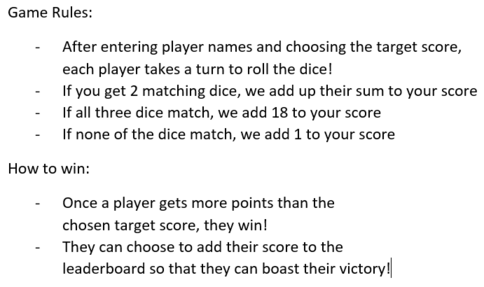 Game Rules:
- After entering player names and choosing the target score,
each player takes a turn to roll the dice!
- If you get 2 matching dice, we add up their sum to your score
- If all three dice match, we add 18 to your score
- If none of the dice match, we add 1 to your score
How to win:
- Once a player gets more points than the
chosen target score, they win!
- They can choose to add their score to the
leaderboard so that they can boast their victory!